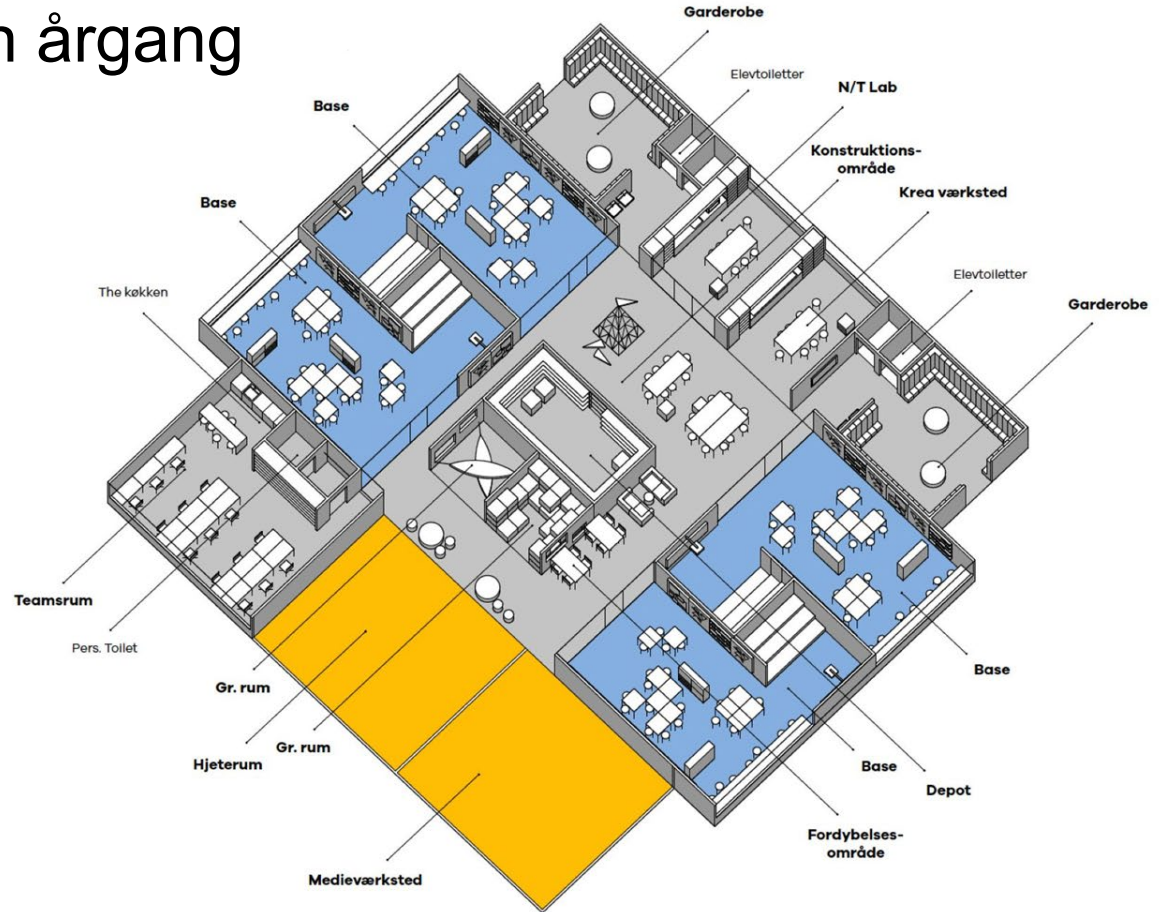 n årgang
Garderobe
Elevtoiletter
N/T Lab
Base
Konstruktions-
område
Krea værksted
Base
Elevtoiletter
The køkken
Garderobe
Teamsrum
Pers. Toilet
Gr. rum
Base
Gr. rum
Hjeterum
Base
Depot
Fordybelses-
område
Medieværksted